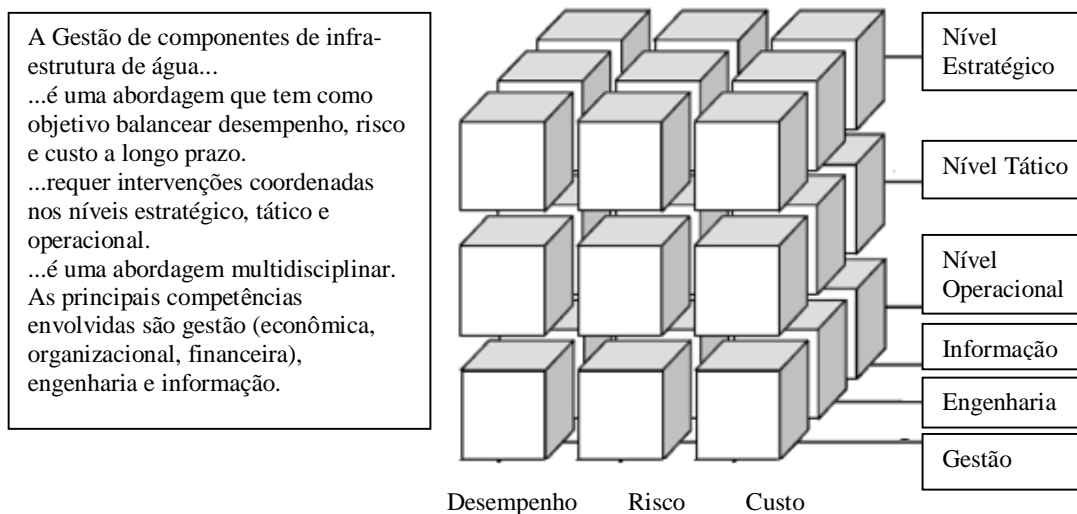 A Gestão de componentes de infra-
estrutura de água...
...é uma abordagem que tem como
objetivo balancear desempenho, risco
e custo a longo prazo.
...requer intervenções coordenadas
nos níveis estratégico, tático e
operacional.
...é uma abordagem multidisciplinar.
As principais competências
envolvidas são gestão (econômica,
organizacional, financeira),
engenharia e informação.
Nível
Estratégico
Nível Tático
Nível
Operacional
Informação
Engenharia
Gestão
Desempenho Risco Custo